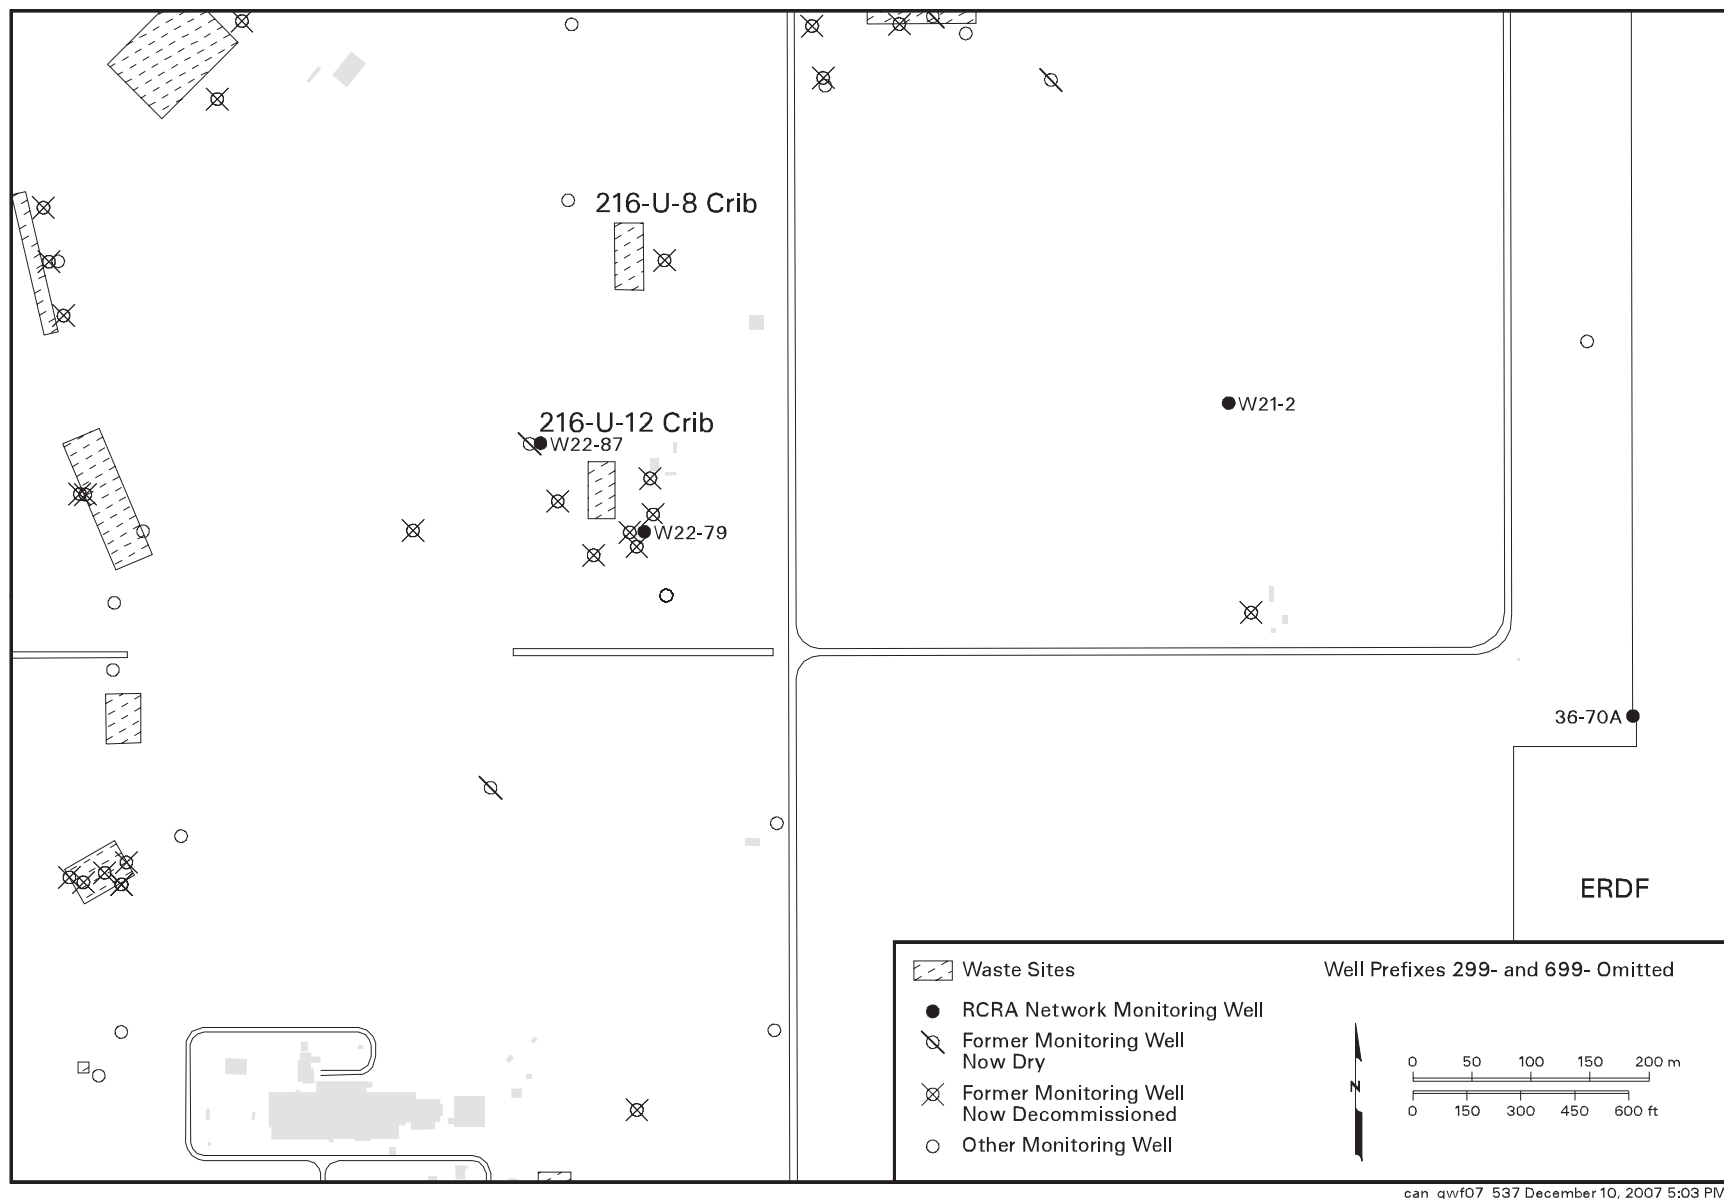 216-U-8 Crib
W21-2
216-U-12 Crib
W22-87
W22-79
36-70A
ERDF
Waste Sites
Well Prefixes 299- and 699- Omitted
RCRA Network Monitoring Well
Former Monitoring Well
Now Dry
Former Monitoring Well
Now Decommissioned
Other Monitoring Well
N
0 50 100 150 200 m
0 150 300 450 600 ft
can_gwf07_537 December 10, 2007 5:03 PM